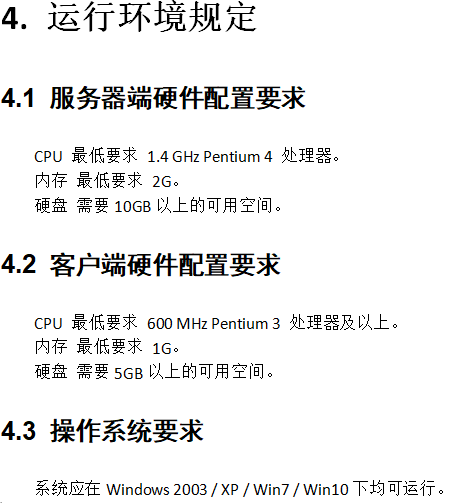 4. 运行环境规定
4.1 服务器端硬件配置要求
CPU 最低要求 1.4 GHz Pentium 4 处理器。
内存 最低要求 2G。
硬盘 需要 10GB 以上的可用空间。
4.2 客户端硬件配置要求
CPU 最低要求 600 MHz Pentium 3 处理器及以上。
内存 最低要求 1G。
硬盘 需要 5GB 以上的可用空间。
4.3 操作系统要求
系统应在 Windows 2003 / XP / Win7 / Win10 下均可运行。